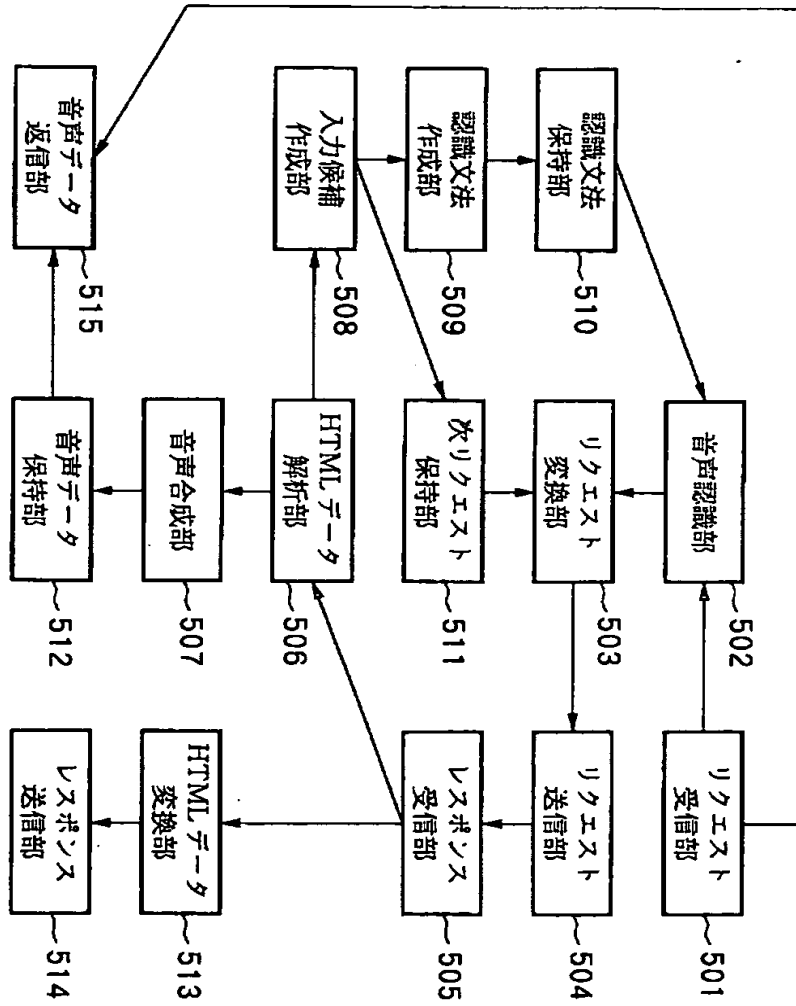 音声認識部
502
リクエスト
受信部
501
認識文法
保持部
510
リクエスト
変換部
503
リクエスト
送信部
504
認識文法
作成部
509
次リクエスト
保持部
511
レスポンス
受信部
505
入力候補
作成部
508
HTMLデータ
解析部
506
音声合成部
507
HTMLデータ
変換部
513
音声データ
返信部
515
音声データ
保持部
512
レスポンス
送信部
514